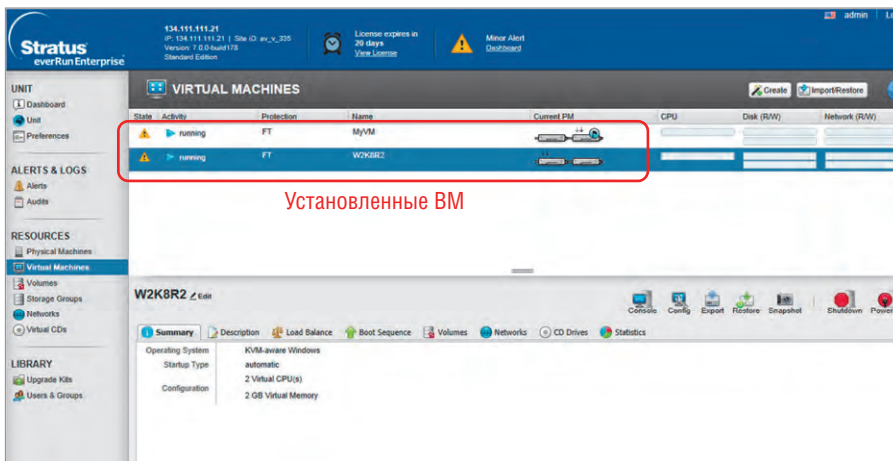 admin
Stratus
everRun Enterprise
134.111.111.21
IP: 134.111.111.21 | Site ID: av_v_335
Version: 7.0.0-build178
Standard Edition
License expires in
20 days
View License
Minor Alert
Dashboard
UNIT
Dashboard
Unit
Preferences
ALERTS & LOGS
Alerts
Audits
RESOURCES
Physical Machines
Virtual Machines
Volumes
Storage Groups
Networks
Virtual CDs
LIBRARY
Upgrade Kits
Users & Groups
VIRTUAL MACHINES
Create Import/Restore
State Activity Protection Name Current PM CPU Disk (R/W) Network (R/W)
running FT MyVM
running FT W2K8R2
Установленные ВМ
W2K8R2 Edit
Console Config Export Restore Snapshot Shutdown Power
Summary Description Load Balance Boot Sequence Volumes Networks CD Drives Statistics
Operating System KVM-aware Windows
Startup Type automatic
Configuration 2 Virtual CPU(s)
2 GB Virtual Memory